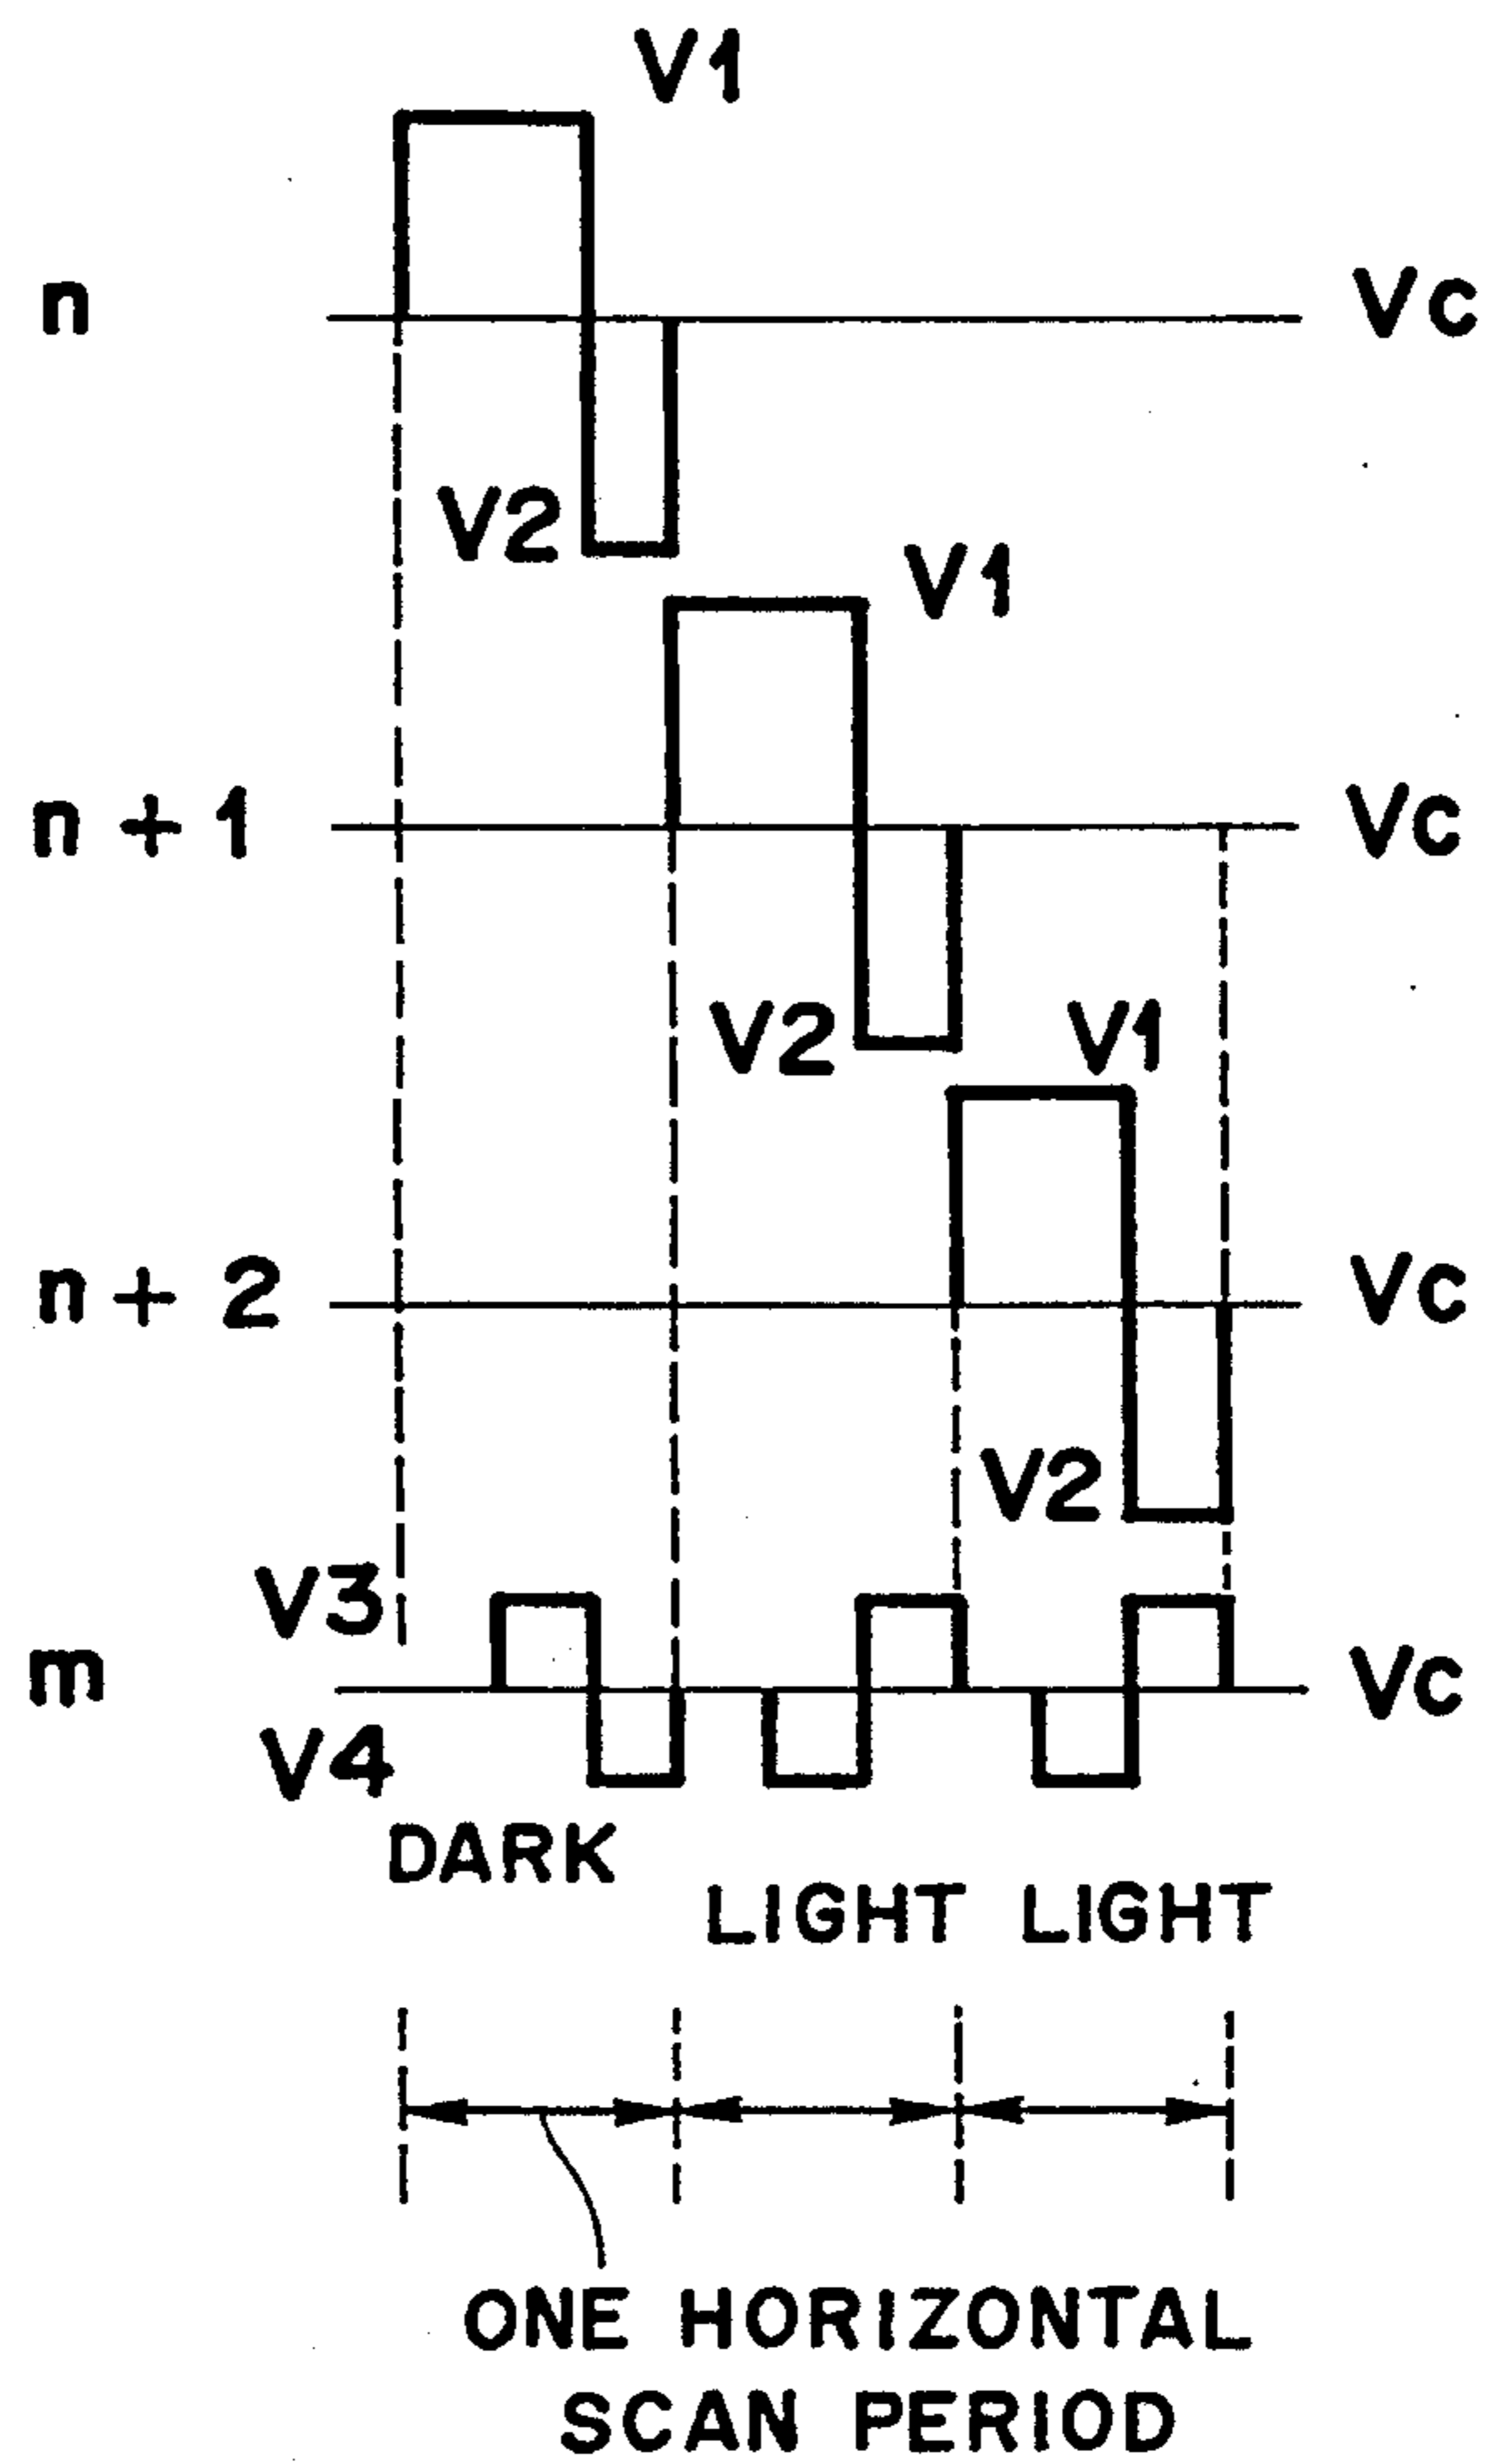 V1
n
Vc
V2
V1
n+1
Vc
V2
V1
n+2
Vc
V2
V3
m
Vc
V4
DARK
LIGHT LIGHT
ONE HORIZONTAL
SCAN PERIOD